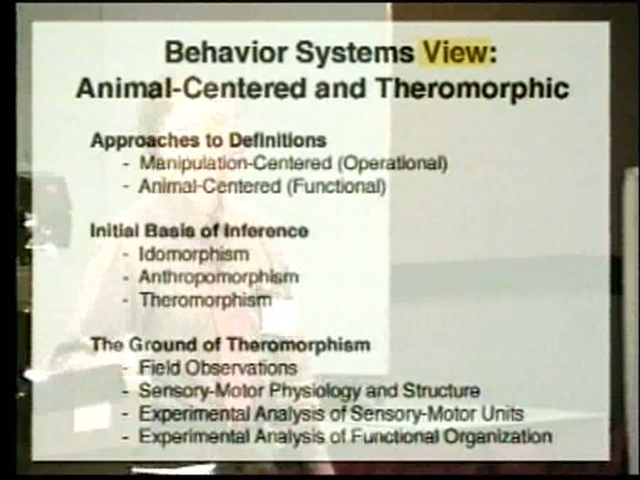 Behavior Systems View:
Animal-Centered and Theromorphic
Approaches to Definitions
- Manipulation-Centered (Operational)
- Animal-Centered (Functional)
Initial Basis of Inference
- Idomorphism
- Anthropomorphism
- Theromorphism
The Ground of Theromorphism
- Field Observations
- Sensory-Motor Physiology and Structure
- Experimental Analysis of Sensory-Motor Units
- Experimental Analysis of Functional Organization